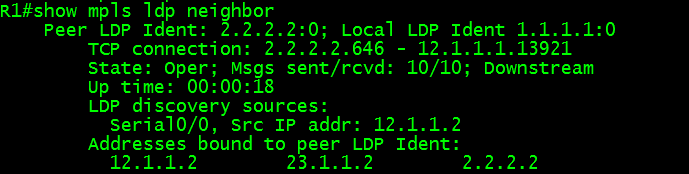 R1#show mpls ldp neighbor
Peer LDP Ident: 2.2.2.2:0; Local LDP Ident 1.1.1.1:0
TCP connection: 2.2.2.2.646 - 12.1.1.1.13921
State: Oper; Msgs sent/rcvd: 10/10; Downstream
Up time: 00:00:18
LDP discovery sources:
Serial0/0, Src IP addr: 12.1.1.2
Addresses bound to peer LDP Ident:
12.1.1.2 23.1.1.2 2.2.2.2